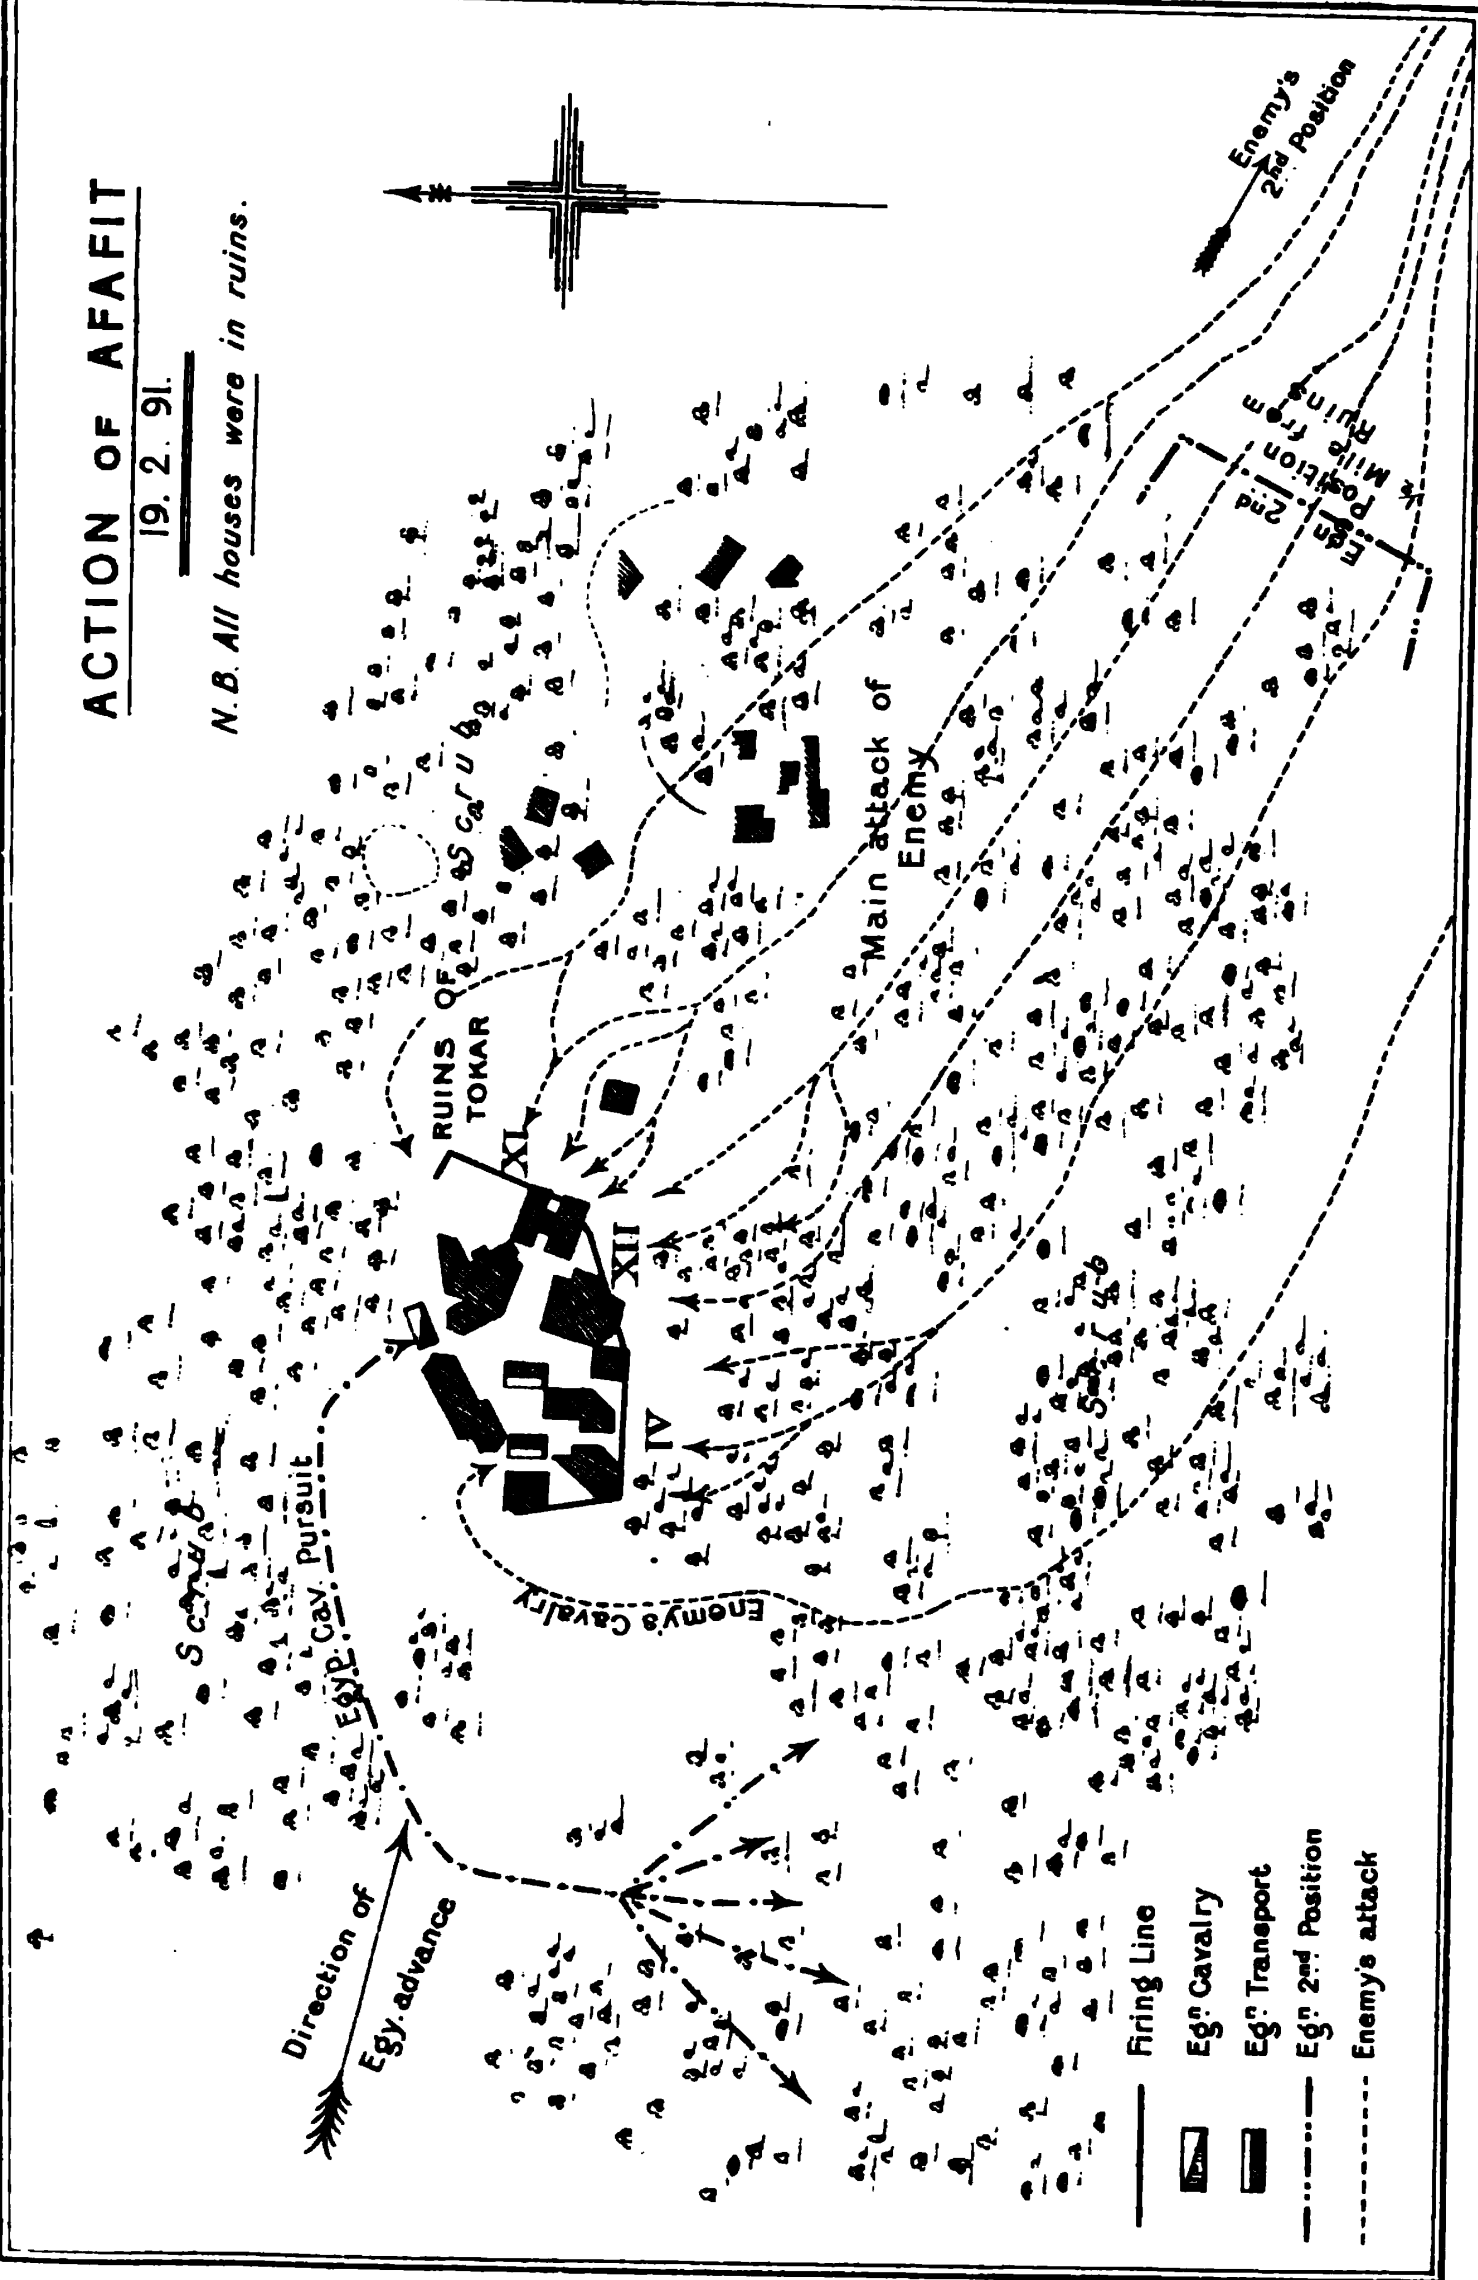 ACTION OF AFAFIT
19. 2. 91.
N.B. All houses were in ruins.
Enemy's
2nd Position
Scrub
RUINS OF
TOKAR
XI
XII
IV
Main attack of
Enemy
Egn
2nd
Position
½ Mile from
Ruins
Scrub
Egyp. Cav. Pursuit
Enemy's Cavalry
Scrub
Direction of
Egy. advance
Firing Line
Egn Cavalry
Egn Transport
Egn 2nd Position
Enemy's attack